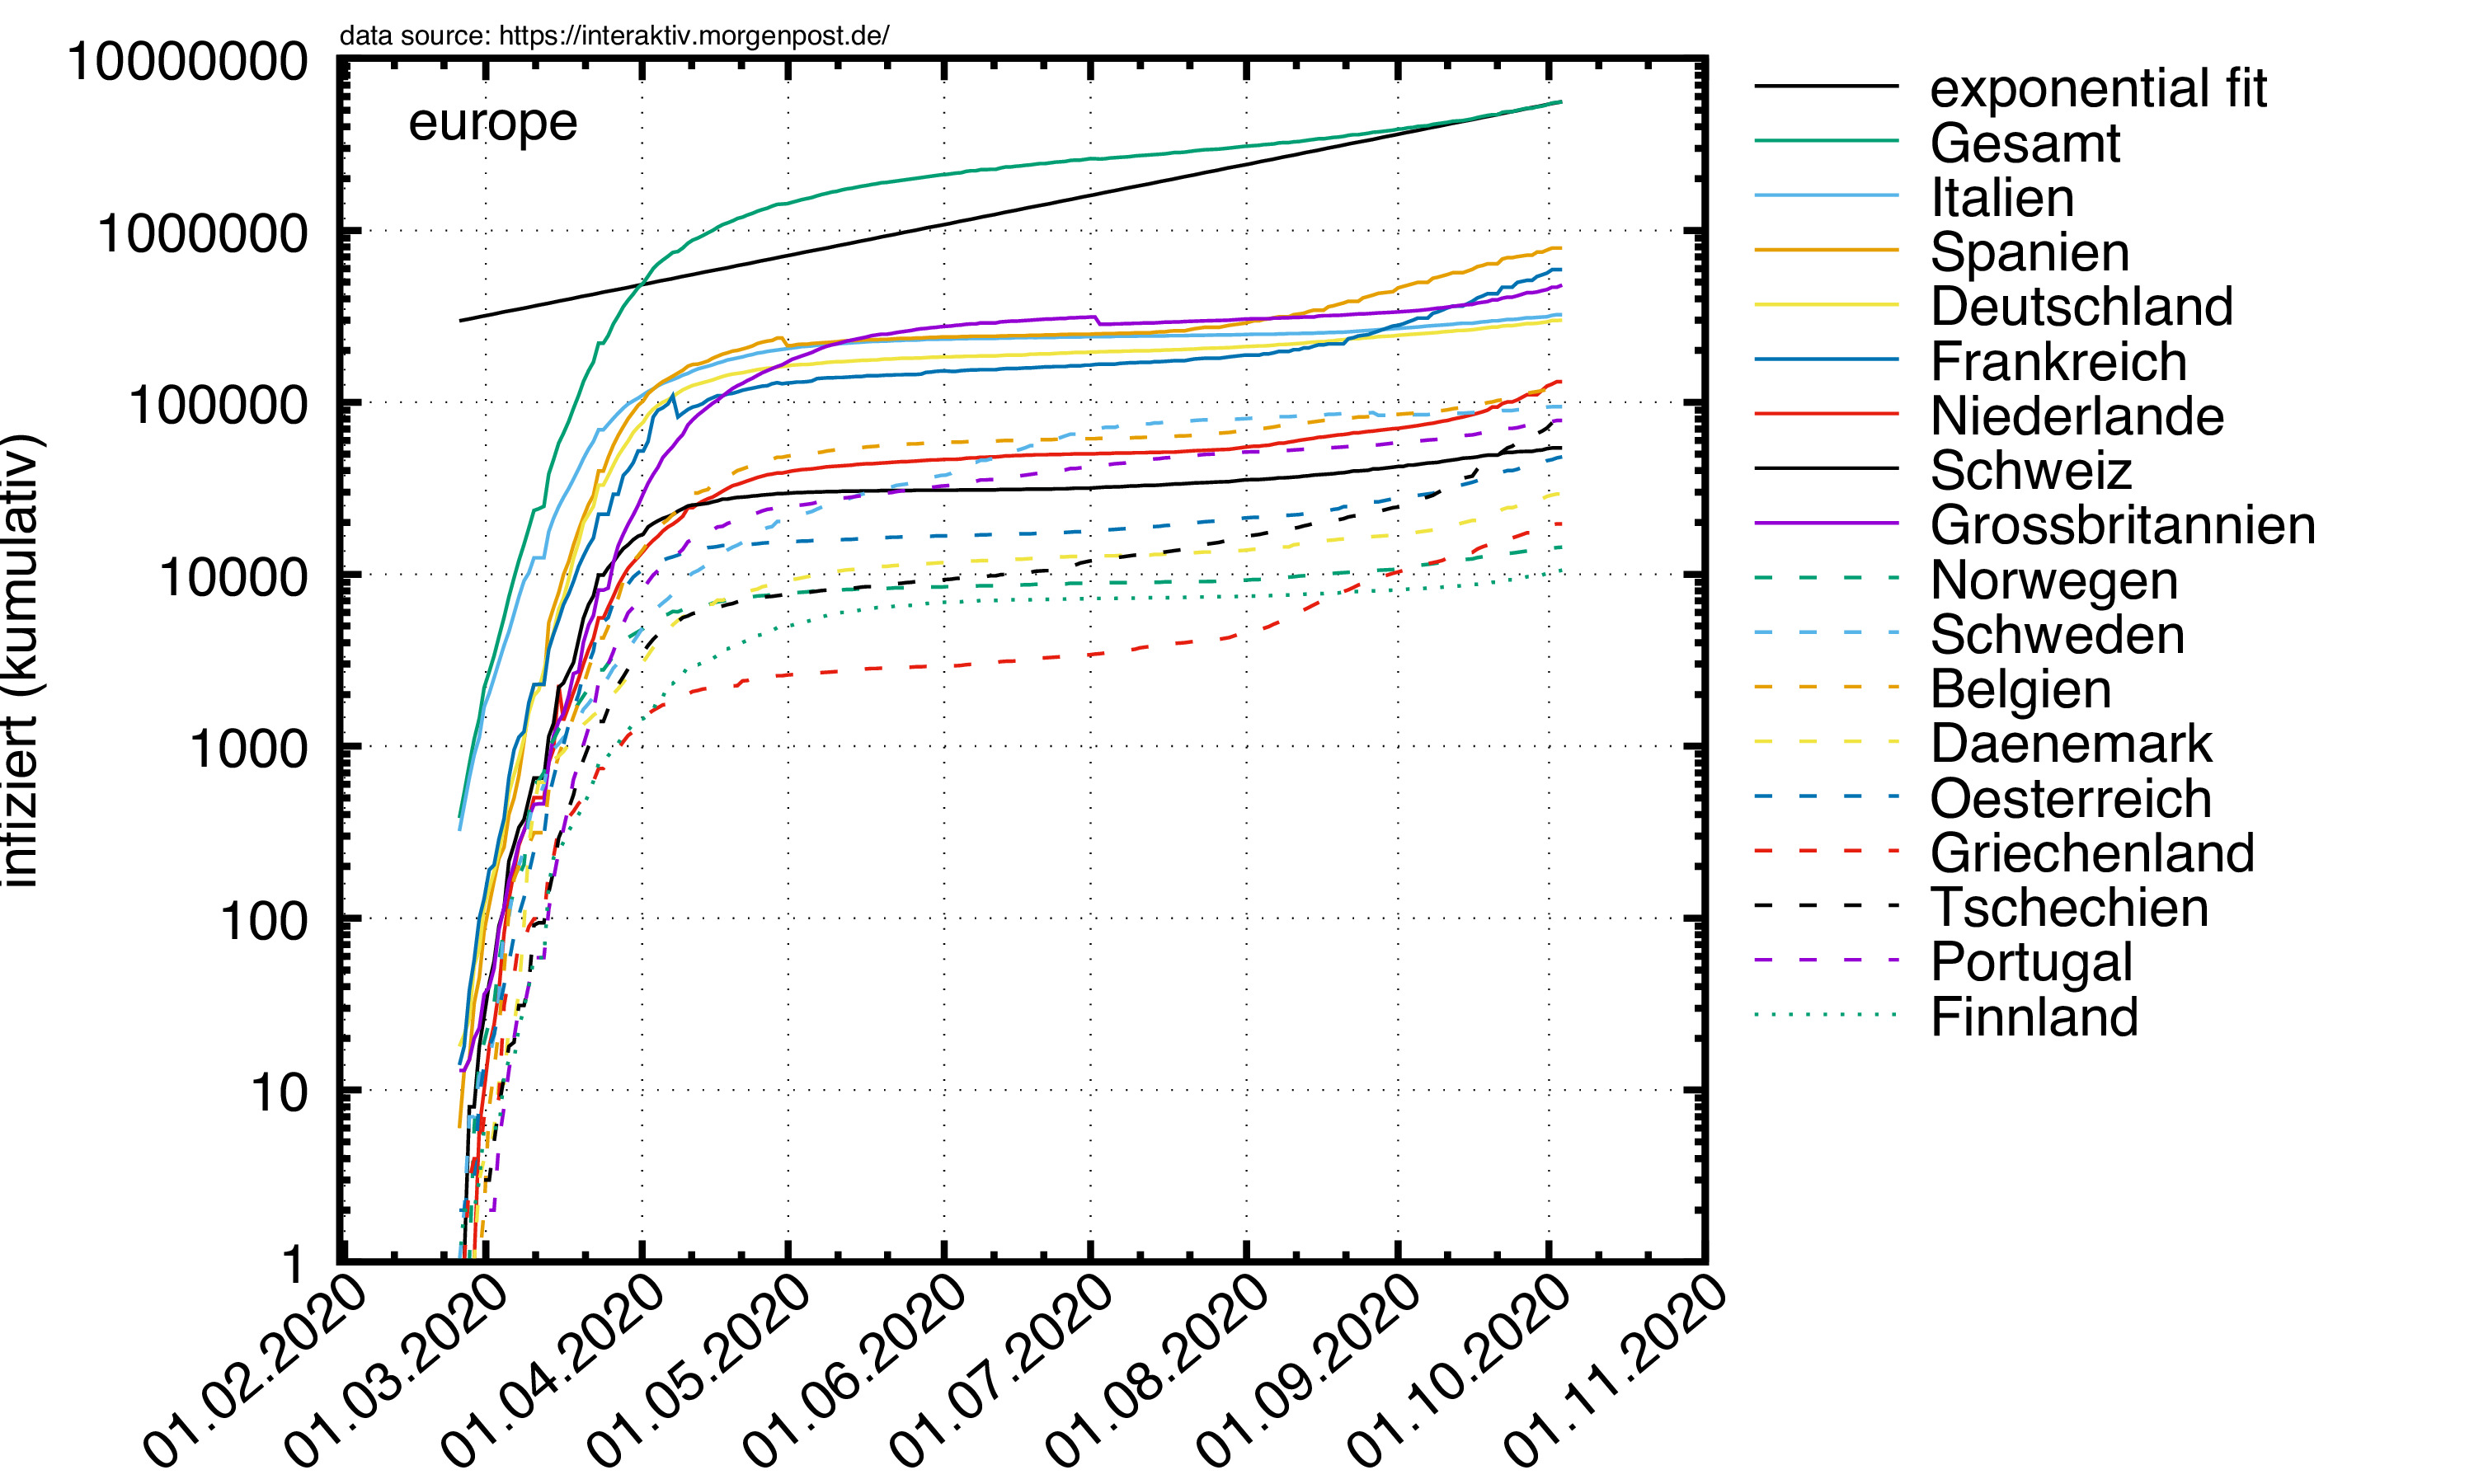 data source: https://interaktiv.morgenpost.de/
europe
infiziert (kumulativ)
10000000
1000000
100000
10000
1000
100
10
1
01.02.2020
01.03.2020
01.04.2020
01.05.2020
01.06.2020
01.07.2020
01.08.2020
01.09.2020
01.10.2020
01.11.2020
exponential fit
Gesamt
Italien
Spanien
Deutschland
Frankreich
Niederlande
Schweiz
Grossbritannien
Norwegen
Schweden
Belgien
Daenemark
Oesterreich
Griechenland
Tschechien
Portugal
Finnland